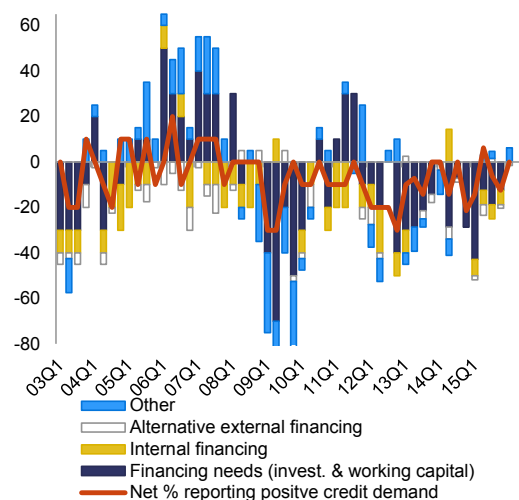 60
40
20
0
-20
-40
-60
-80
03Q1
04Q1
05Q1
06Q1
07Q1
08Q1
09Q1
10Q1
11Q1
12Q1
13Q1
14Q1
15Q1
Other
Alternative external financing
Internal financing
Financing needs (invest. & working capital)
Net % reporting positve credit demand